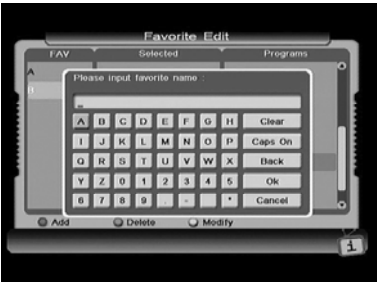 Favorite Edit
FAV Selected Programs
A
B
Please input favorite name :
_
A B C D E F G H Clear
I J K L M N O P Caps On
Q R S T U V W X Back
Y Z 0 1 2 3 4 5 Ok
6 7 8 9 . - * Cancel
Add Delete Modify
1